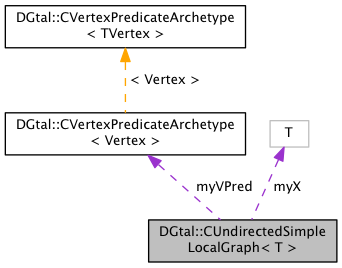 DGtal::CVertexPredicateArchetype
< TVertex >
< Vertex >
DGtal::CVertexPredicateArchetype
< Vertex >
T
myVPred
myX
DGtal::CUndirectedSimple
LocalGraph< T >